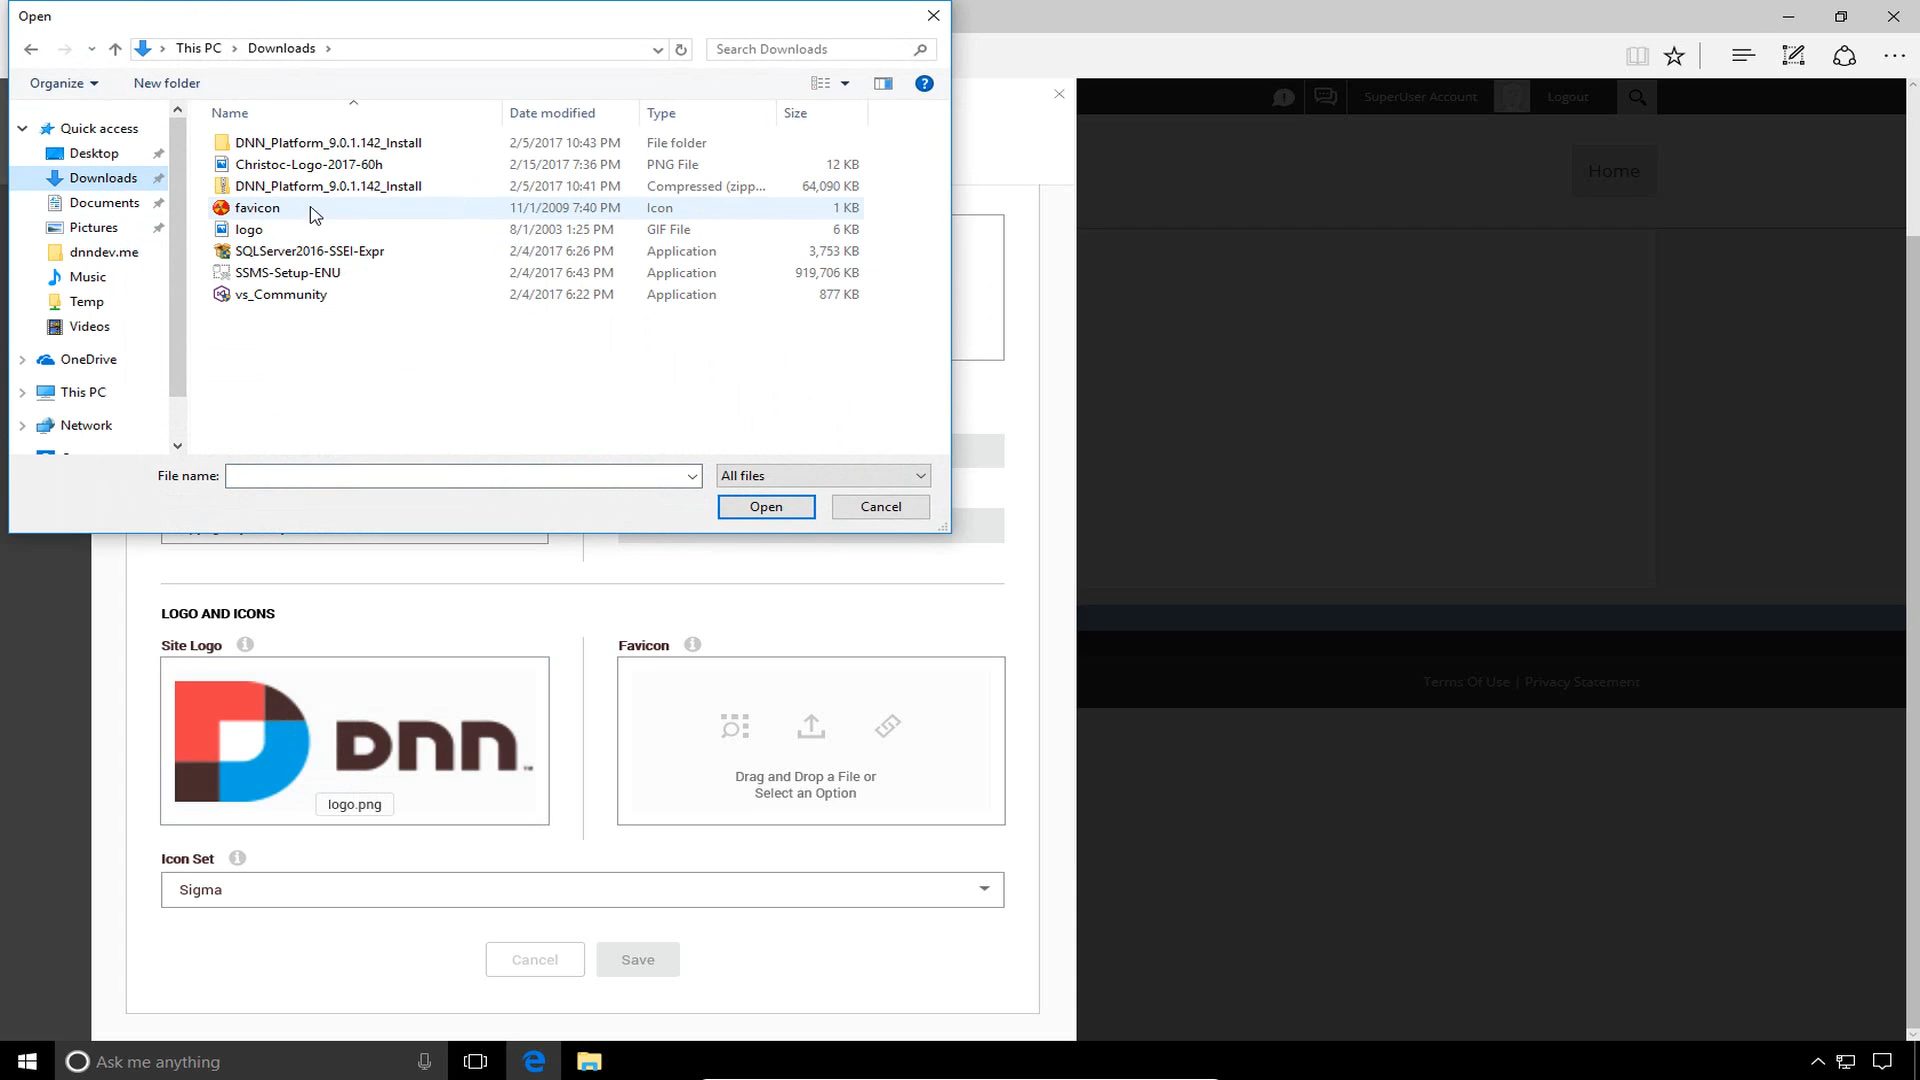 Open
This PC > Downloads >
Search Downloads
Organize
New folder
Name
Date modified
Type
Size
Quick access
Desktop
Downloads
Documents
Pictures
dnndev.me
Music
Temp
Videos
OneDrive
This PC
Network
DNN_Platform_9.0.1.142_Install 2/5/2017 10:43 PM File folder
Christoc-Logo-2017-60h 2/15/2017 7:36 PM PNG File 12 KB
DNN_Platform_9.0.1.142_Install 2/5/2017 10:41 PM Compressed (zipp... 64,090 KB
favicon 11/1/2009 7:40 PM Icon 1 KB
logo 8/1/2003 1:25 PM GIF File 6 KB
SQLServer2016-SSEI-Expr 2/4/2017 6:26 PM Application 3,753 KB
SSMS-Setup-ENU 2/4/2017 6:43 PM Application 919,706 KB
vs_Community 2/4/2017 6:22 PM Application 877 KB
File name:
All files
Open
Cancel
SuperUser Account
Logout
Home
LOGO AND ICONS
Site Logo
DNN
logo.png
Favicon
Drag and Drop a File or
Select an Option
Icon Set
Sigma
Cancel
Save
Terms Of Use | Privacy Statement
Ask me anything